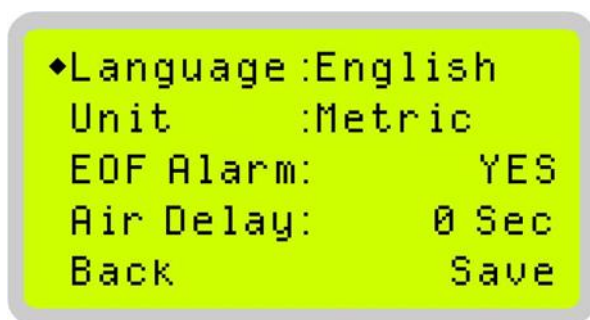 ◆Language:English
Unit :Metric
EOF Alarm: YES
Air Delay: 0 Sec
Back Save